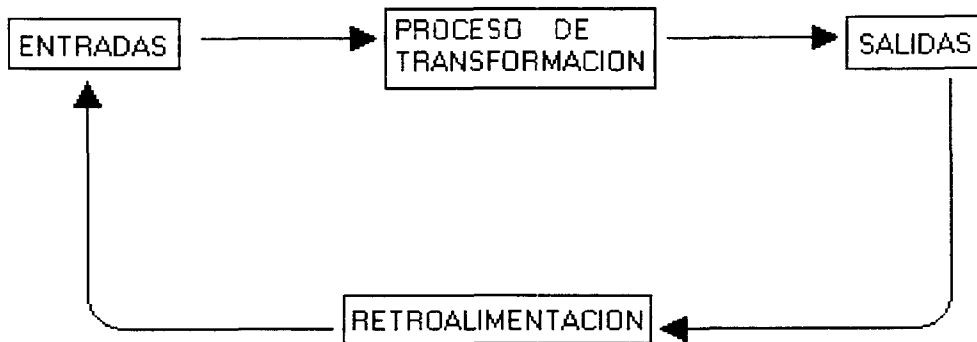 ENTRADAS
PROCESO DE
TRANSFORMACION
SALIDAS
RETROALIMENTACION